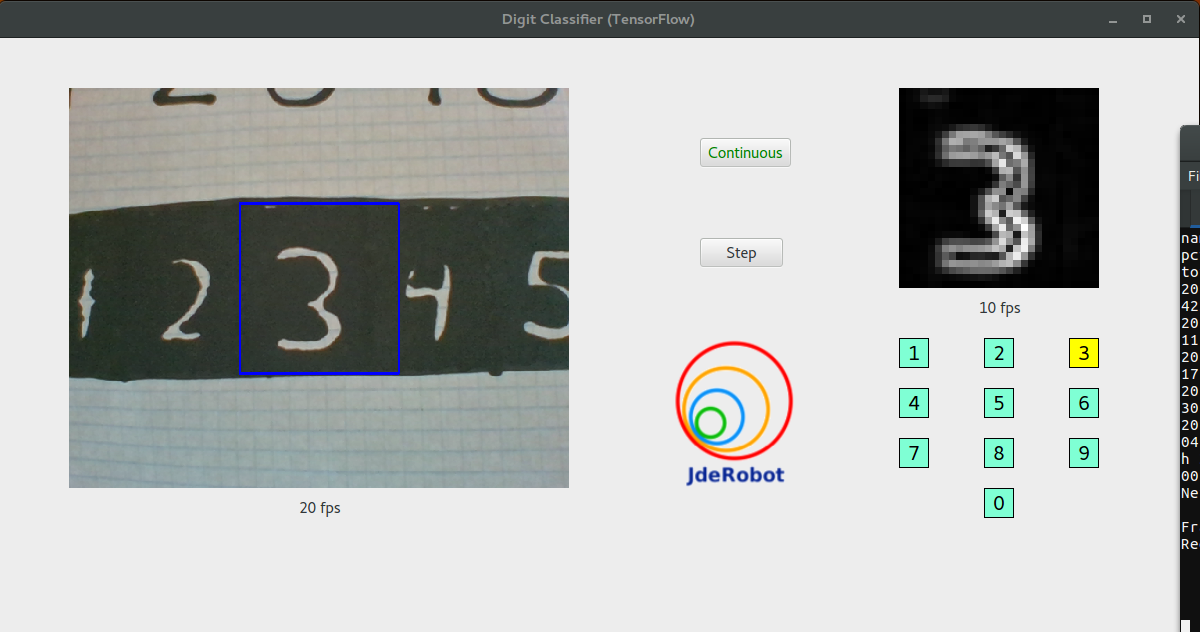 Digit Classifier (TensorFlow)
1 2 3 4 5
20 fps
Continuous
Step
JdeRobot
10 fps
1 2 3
4 5 6
7 8 9
0
Fi
na
pc
to
20
42
20
11
20
17
20
30
20
04
h
00
Ne
Fr
Re